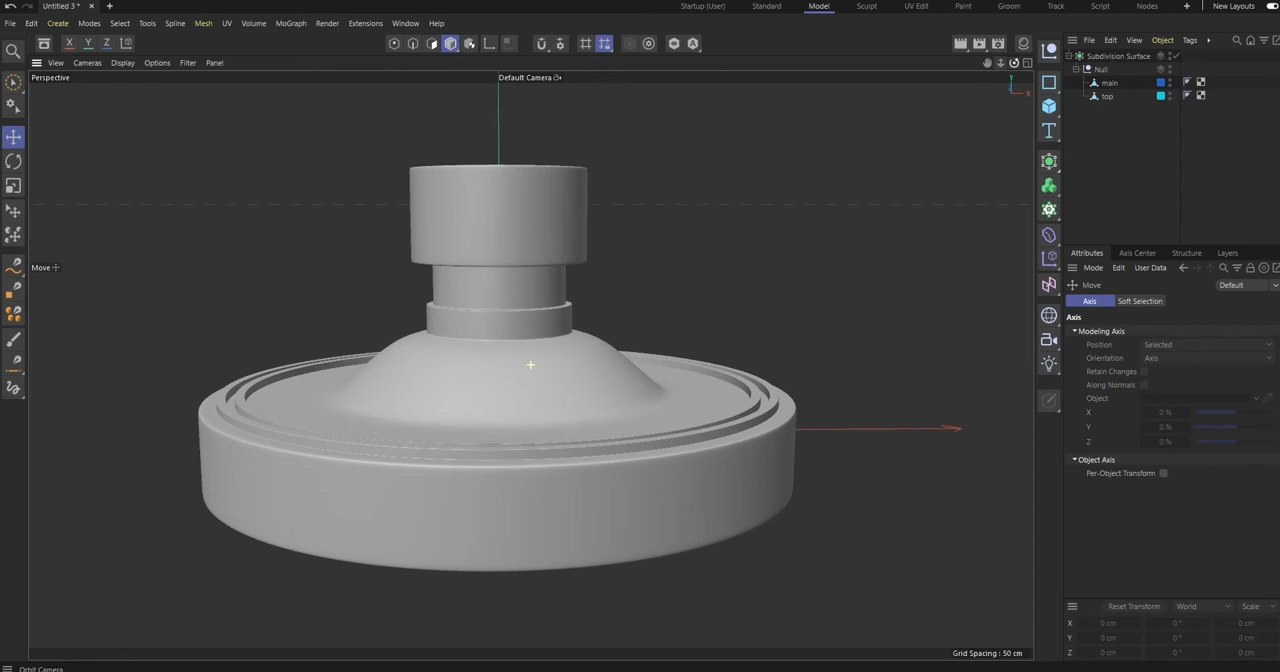 Untitled 3 *
Startup (User)
Standard
Model
Sculpt
UV Edit
Paint
Groom
Track
Script
Nodes
New Layouts
File
Edit
Create
Modes
Select
Tools
Spline
Mesh
UV
Volume
MoGraph
Render
Extensions
Window
Help
X
Y
Z
File
Edit
View
Object
Tags
View
Cameras
Display
Options
Filter
Panel
Subdivision Surface
Null
main
top
Perspective
Default Camera
Y
X
Move
Attributes
Axis Center
Structure
Layers
Mode
Edit
User Data
Move
Default
Axis
Soft Selection
Axis
Modeling Axis
Position
Selected
Orientation
Axis
Retain Changes
Along Normals
Object
X
0 %
Y
0 %
Z
0 %
Object Axis
Per-Object Transform
Reset Transform
World
Scale
X
0 cm
0 °
0 cm
Y
0 cm
0 °
0 cm
Z
0 cm
0 °
0 cm
Grid Spacing : 50 cm
Orbit Camera